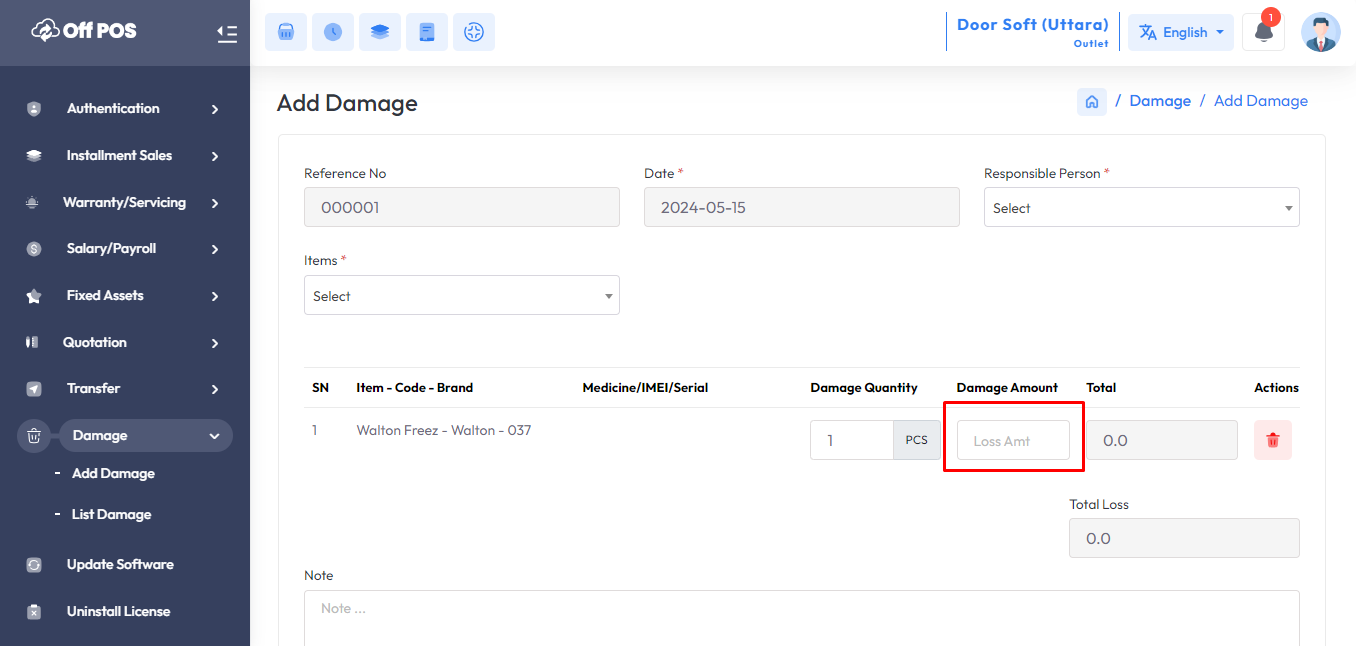 Off POS
Door Soft (Uttara)
Outlet
English
1
Authentication
Installment Sales
Warranty/Servicing
Salary/Payroll
Fixed Assets
Quotation
Transfer
Damage
- Add Damage
- List Damage
Update Software
Uninstall License
Add Damage
/ Damage / Add Damage
Reference No Date * Responsible Person *
000001 2024-05-15 Select
Items *
Select
SN Item - Code - Brand Medicine/IMEI/Serial Damage Quantity Damage Amount Total Actions
1 Walton Freez - Walton - 037 1 PCS Loss Amt 0.0
Total Loss
0.0
Note
Note ...